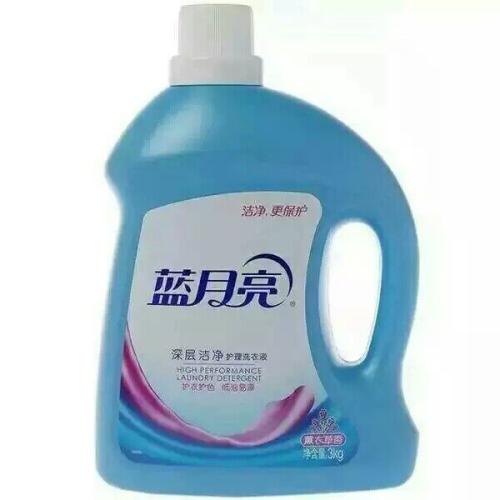 洁净,更保护
蓝月亮®
深层洁净护理洗衣液
HIGH PERFORMANCE
LAUNDRY DETERGENT
护衣护色 低泡易漂
薰衣草香
净含量:3kg